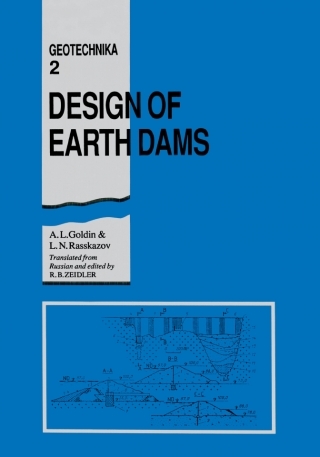 GEOTECHNIKA
2
DESIGN OF
EARTH DAMS
A. L. Goldin &
L. N. Rasskazov
Translated from
Russian and edited by
R. B. ZEIDLER